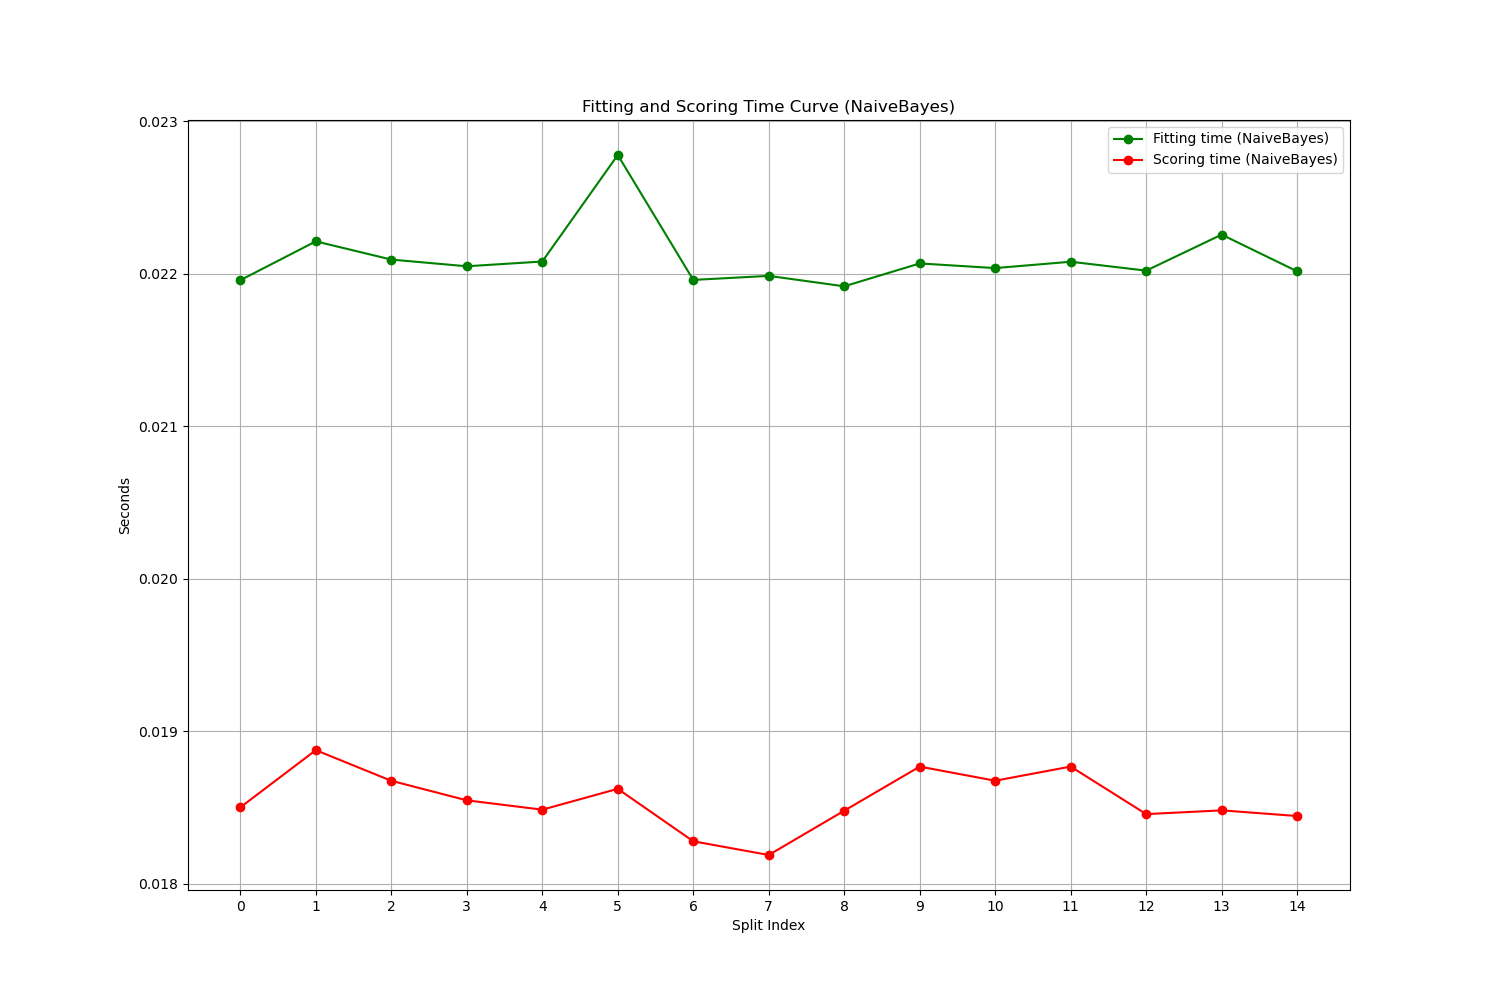 Fitting and Scoring Time Curve (NaiveBayes)
Fitting time (NaiveBayes)
Scoring time (NaiveBayes)
0.023
0.022
0.021
0.020
0.019
0.018
Seconds
0 1 2 3 4 5 6 7 8 9 10 11 12 13 14
Split Index